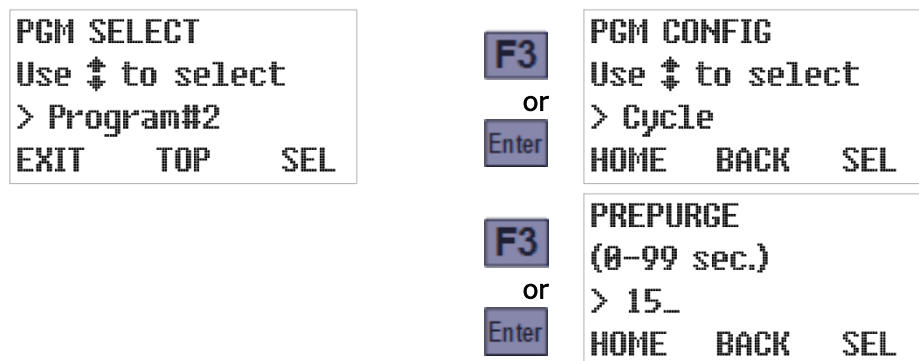 PGM SELECT
Use ↕ to select
> Program#2
EXIT TOP SEL
F3
or
Enter
PGM CONFIG
Use ↕ to select
> Cycle
HOME BACK SEL
F3
or
Enter
PREPURGE
(0-99 sec.)
> 15_
HOME BACK SEL